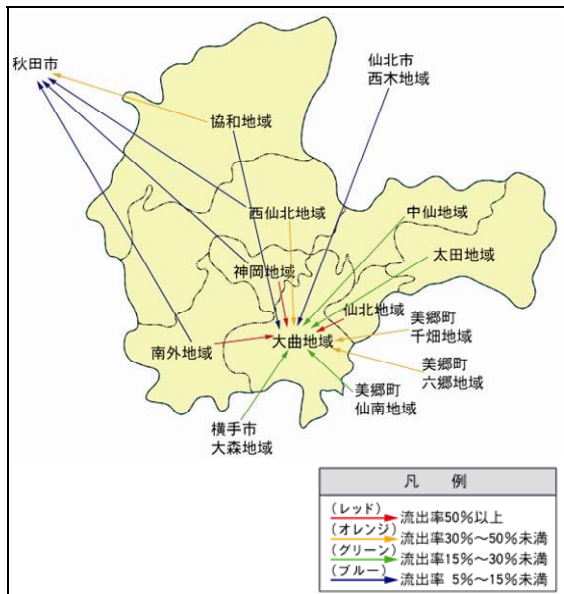 秋田市
仙北市
西木地域
協和地域
西仙北地域
中仙地域
太田地域
神岡地域
仙北地域
美郷町
千畑地域
大曲地域
南外地域
美郷町
六郷地域
美郷町
仙南地域
横手市
大森地域
凡 例
(レッド)
流出率50%以上
(オレンジ)
流出率30%~50%未満
(グリーン)
流出率15%~30%未満
(ブルー)
流出率 5%~15%未満